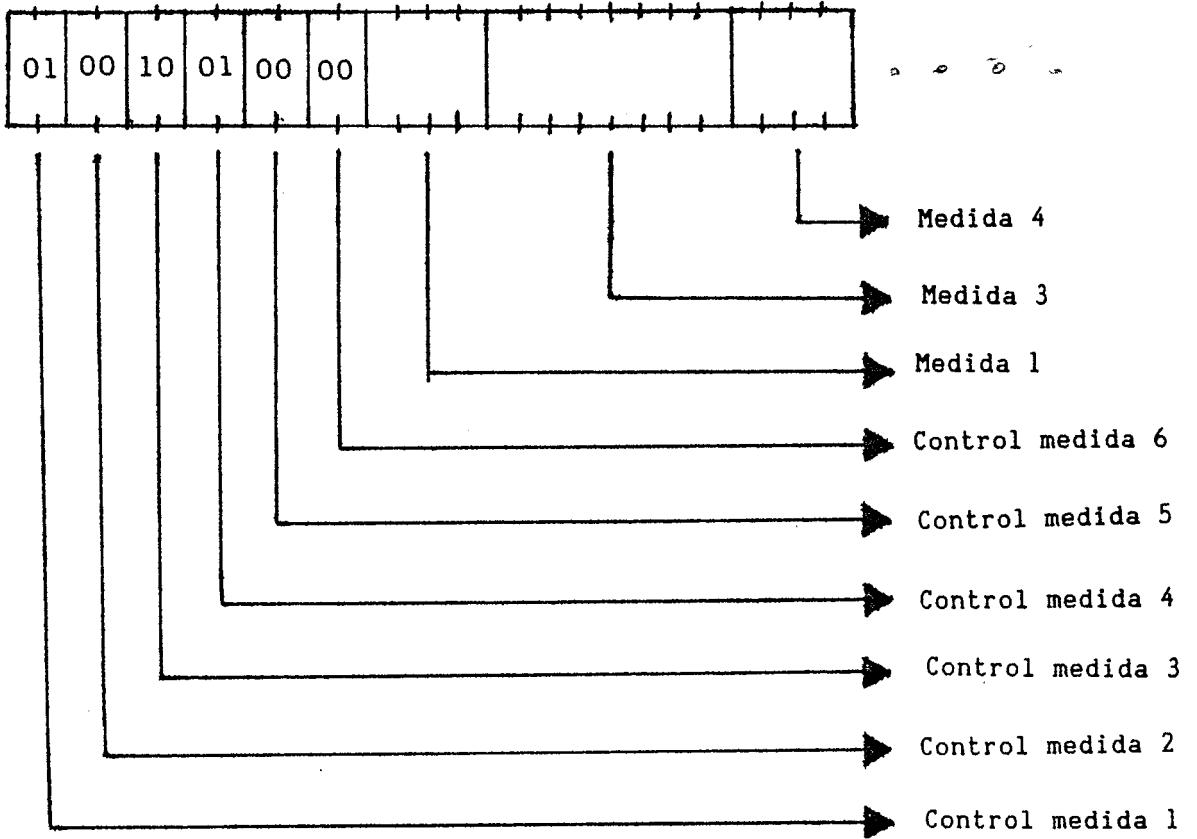 01 00 10 01 00 00
Medida 4
Medida 3
Medida 1
Control medida 6
Control medida 5
Control medida 4
Control medida 3
Control medida 2
Control medida 1